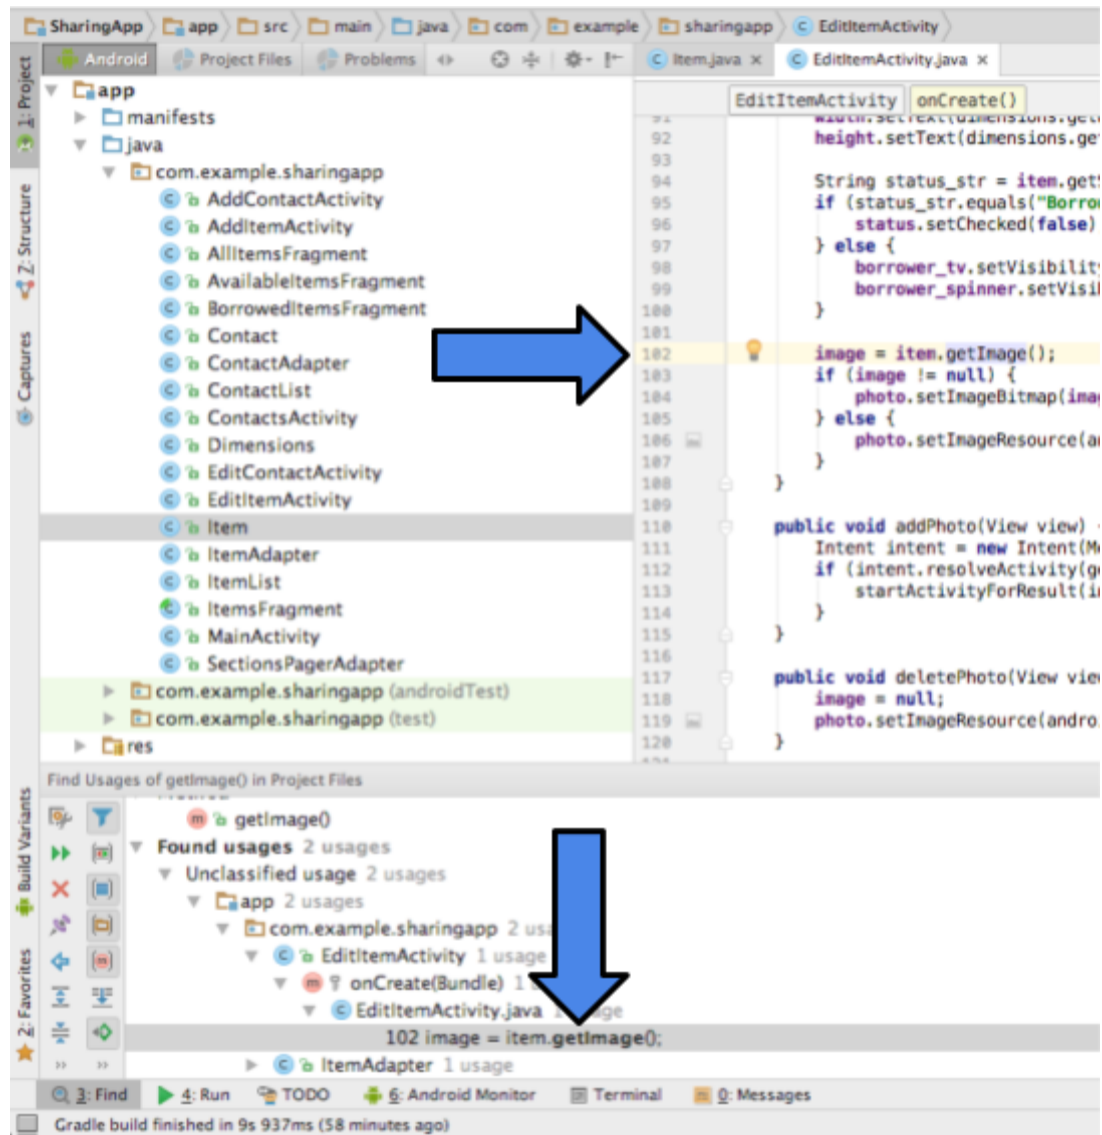 SharingApp app src main java com example sharingapp EditItemActivity
1: Project
Z: Structure
Captures
Build Variants
2: Favorites
Android Project Files Problems
Item.java × EditItemActivity.java ×
app
manifests
java
com.example.sharingapp
AddContactActivity
AddItemActivity
AllItemsFragment
AvailableItemsFragment
BorrowedItemsFragment
Contact
ContactAdapter
ContactList
ContactsActivity
Dimensions
EditContactActivity
EditItemActivity
Item
ItemAdapter
ItemList
ItemsFragment
MainActivity
SectionsPagerAdapter
com.example.sharingapp (androidTest)
com.example.sharingapp (test)
res
EditItemActivity onCreate()
91 width.setText(dimensions.get
92 height.setText(dimensions.get
93
94 String status_str = item.get
95 if (status_str.equals("Borro
96 status.setChecked(false)
97 } else {
98 borrower_tv.setVisibility
99 borrower_spinner.setVisi
100 }
101
102 image = item.getImage();
103 if (image != null) {
104 photo.setImageBitmap(ima
105 } else {
106 photo.setImageResource(a
107 }
108 }
109
110 public void addPhoto(View view)
111 Intent intent = new Intent(M
112 if (intent.resolveActivity(g
113 startActivityForResult(i
114 }
115 }
116
117 public void deletePhoto(View vie
118 image = null;
119 photo.setImageResource(andro
120 }
Find Usages of getImage() in Project Files
getImage()
Found usages 2 usages
Unclassified usage 2 usages
app 2 usages
com.example.sharingapp 2 usa
EditItemActivity 1 usage
onCreate(Bundle) 1
EditItemActivity.java
102 image = item.getImage();
ItemAdapter 1 usage
3: Find 4: Run TODO 6: Android Monitor Terminal 0: Messages
Gradle build finished in 9s 937ms (58 minutes ago)